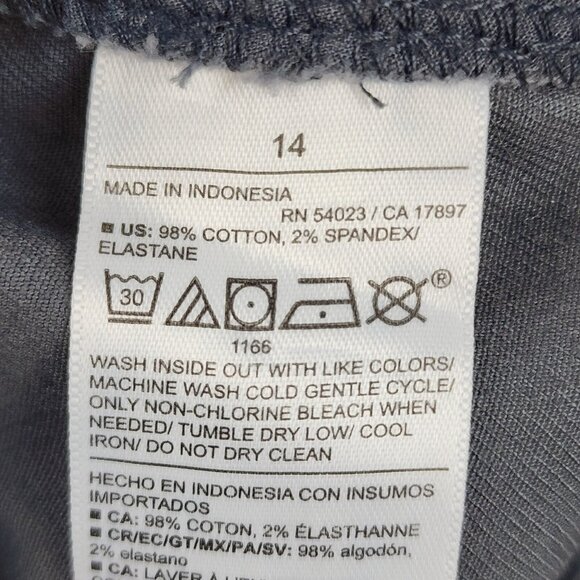 14
MADE IN INDONESIA
RN 54023 / CA 17897
US: 98% COTTON, 2% SPANDEX/
ELASTANE
30
®
1166
WASH INSIDE OUT WITH LIKE COLORS/
MACHINE WASH COLD GENTLE CYCLE/
ONLY NON-CHLORINE BLEACH WHEN
NEEDED/ TUMBLE DRY LOW/ COOL
IRON/ DO NOT DRY CLEAN
HECHO EN INDONESIA CON INSUMOS
IMPORTADOS
CA: 98% COTON, 2% ÉLASTHANNE
CR/EC/GT/MX/PA/SV: 98% algodón,
2% elastano
CA: LAVER À